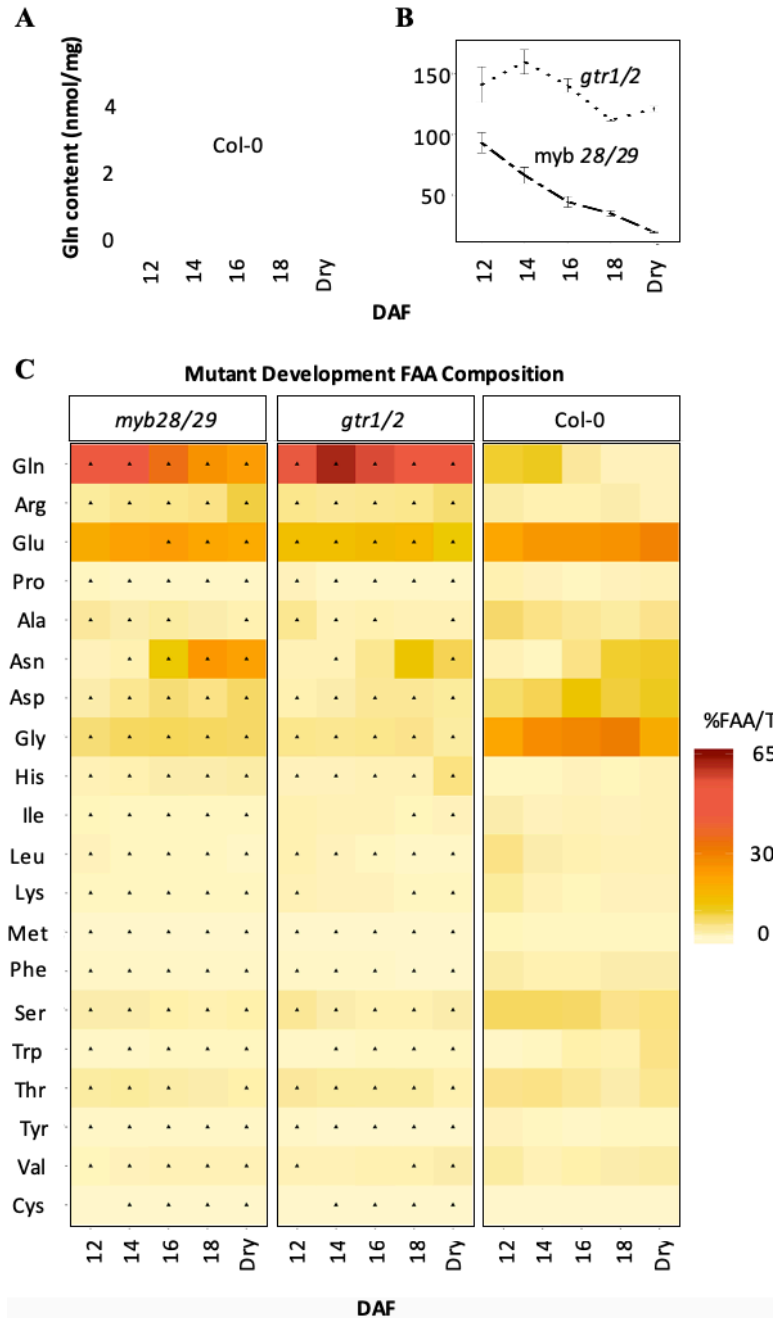 A
B
Gln content (nmol/mg)
4
2
0
Col-0
12 14 16 18 Dry
150
100
50
gtr1/2
myb 28/29
12 14 16 18 Dry
DAF
C
Mutant Development FAA Composition
myb28/29 gtr1/2 Col-0
Gln
Arg
Glu
Pro
Ala
Asn
Asp
Gly
His
Ile
Leu
Lys
Met
Phe
Ser
Trp
Thr
Tyr
Val
Cys
%FAA/T
65
30
0
12 14 16 18 Dry 12 14 16 18 Dry 12 14 16 18 Dry
DAF